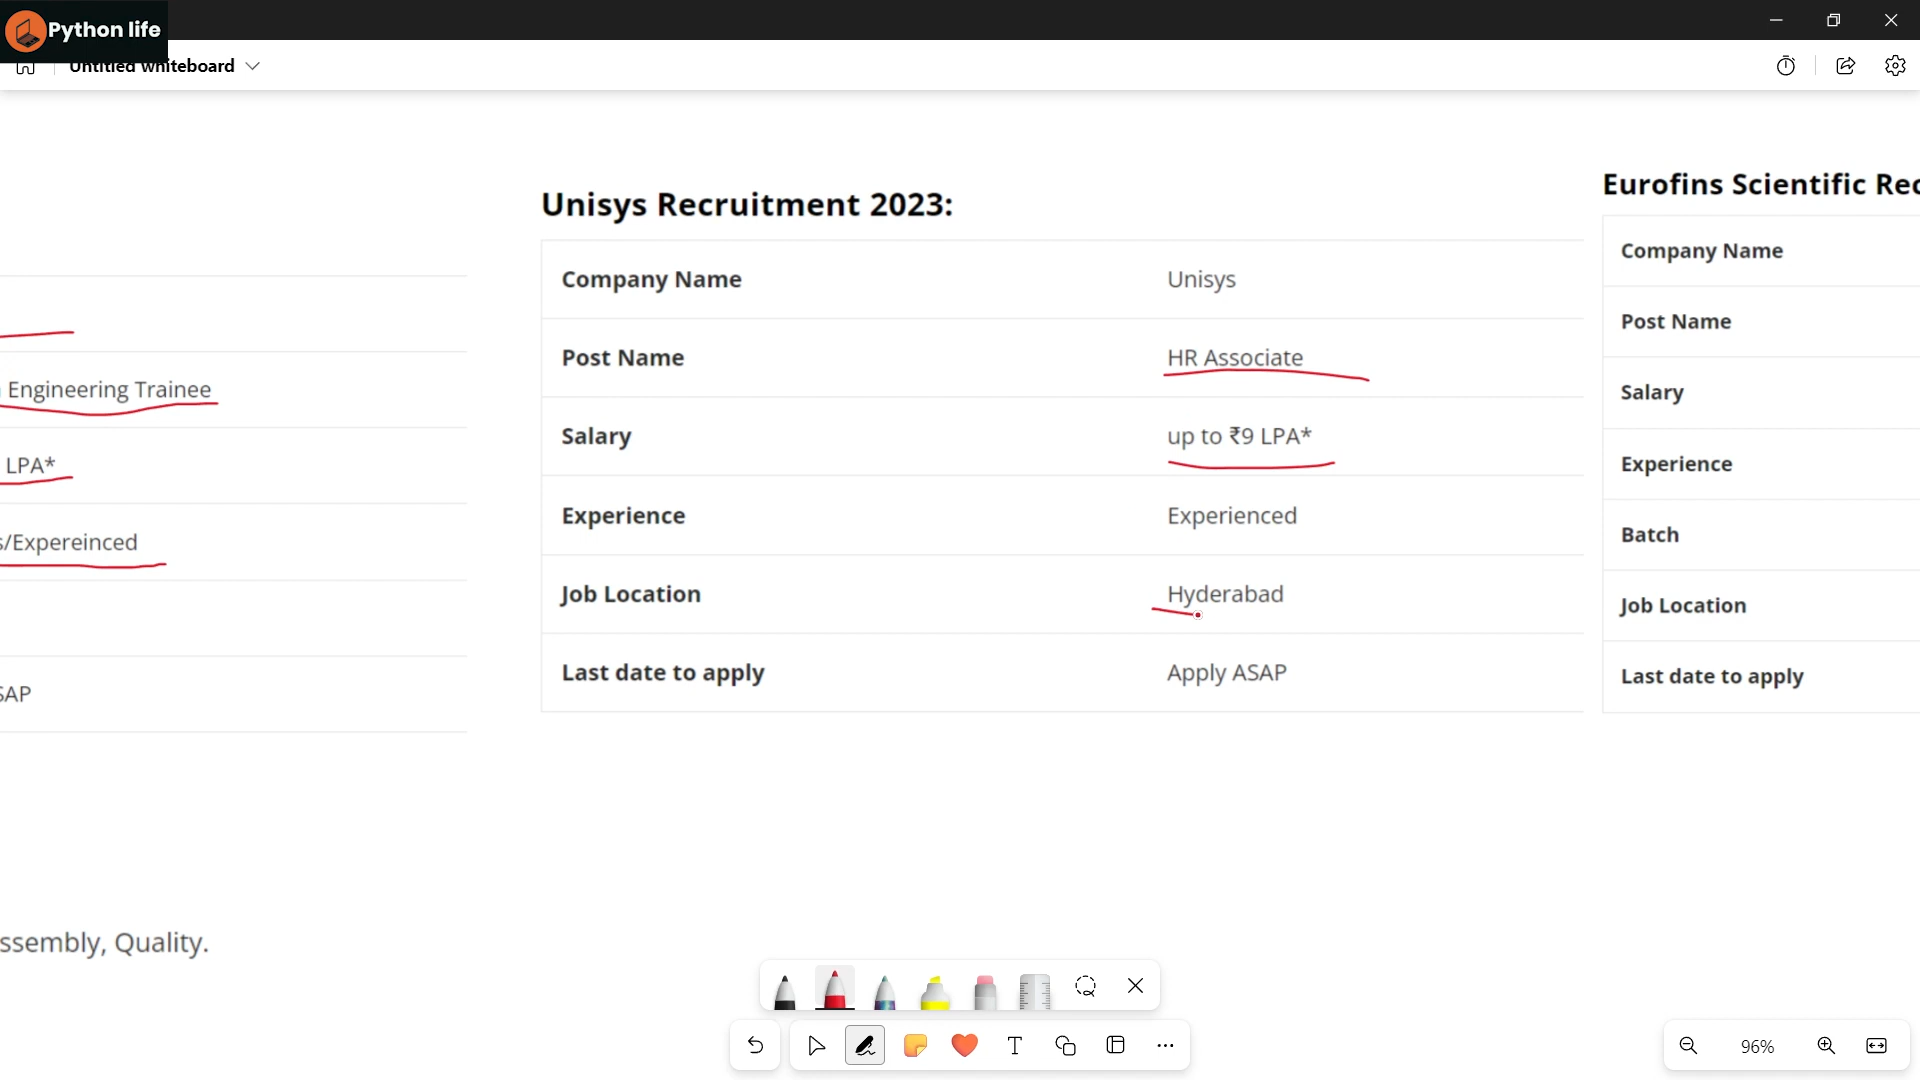 Python life
Untitled whiteboard
Engineering Trainee
LPA*
s/Expereinced
SAP
ssembly, Quality.
Unisys Recruitment 2023:
Company Name Unisys
Post Name HR Associate
Salary up to ₹9 LPA*
Experience Experienced
Job Location Hyderabad
Last date to apply Apply ASAP
Eurofins Scientific Rec
Company Name
Post Name
Salary
Experience
Batch
Job Location
Last date to apply
96%